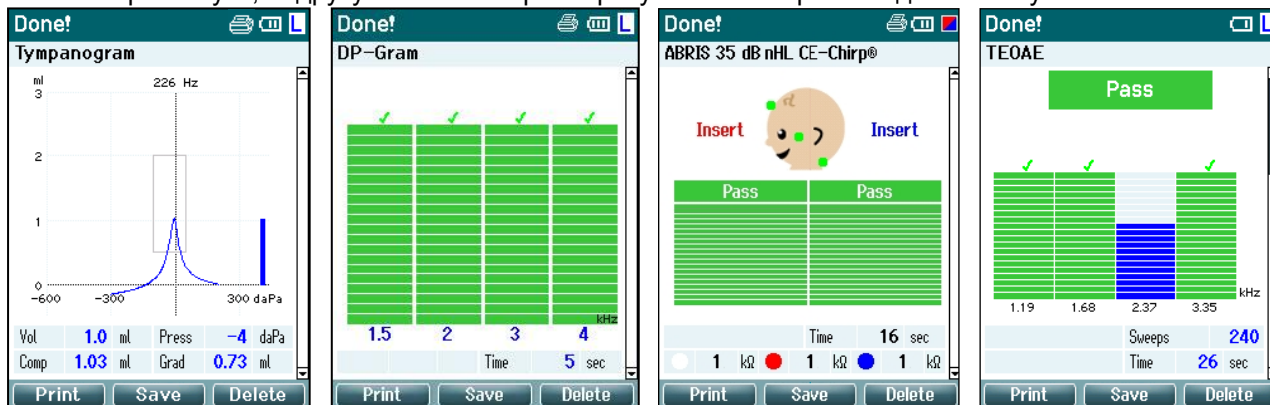 Done!
L
Tympanogram
ml
226 Hz
3
2
1
0
-600
-300
300 daPa
Vol 1.0 ml Press -4 daPa
Comp 1.03 ml Grad 0.73 ml
Print Save Delete
Done!
L
DP-Gram
kHz
1.5 2 3 4
Time 5 sec
Print Save Delete
Done!
ABRIS 35 dB nHL CE-Chirp®
Insert Insert
Pass Pass
Time 16 sec
1 kΩ 1 kΩ 1 kΩ
Print Save Delete
Done!
L
TEOAE
Pass
kHz
1.19 1.68 2.37 3.35
Sweeps 240
Time 26 sec
Print Save Delete